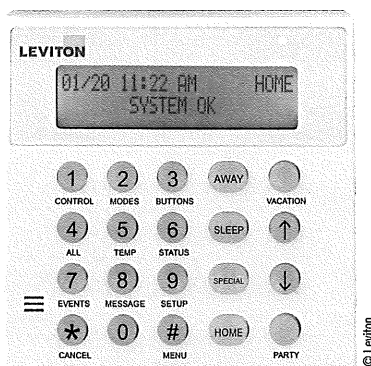 LEVITON
01/20 11:22 AM HOME
SYSTEM OK
1 2 3 AWAY
CONTROL MODES BUTTONS VACATION
4 5 6 SLEEP ↑
ALL TEMP STATUS
7 8 9 SPECIAL ↓
EVENTS MESSAGE SETUP
* 0 # HOME
CANCEL MENU PARTY
© Leviton